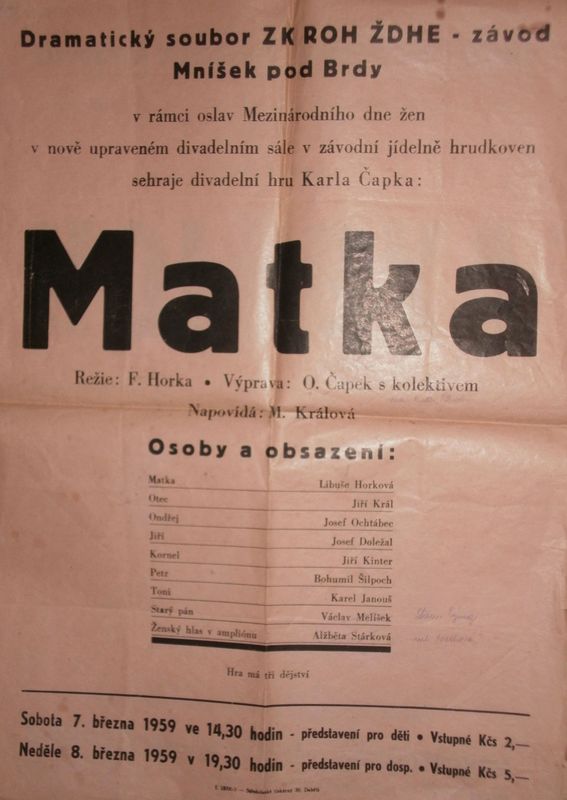 Dramatický soubor ZK ROH ŽDHE - závod
Mníšek pod Brdy
v rámci oslav Mezinárodního dne žen
v nově upraveném divadelním sále v závodní jídelně hrudkoven
sehraje divadelní hru Karla Čapka:
Matka
Režie: F. Horka • Výprava: O. Čapek s kolektivem
Napovídá: M. Králová
Osoby a obsazení:
Matka Libuše Horková
Otec Jiří Král
Ondřej Josef Ochtábec
Jiří Josef Doležal
Kornel Jiří Kinter
Petr Bohumil Šilpoch
Toni Karel Janouš
Starý pán Václav Melíšek
Ženský hlas v ampliónu Alžběta Stárková
Hra má tři dějství
Sobota 7. března 1959 ve 14,30 hodin - představení pro děti • Vstupné Kčs 2,—
Neděle 8. března 1959 v 19,30 hodin - představení pro dosp. • Vstupné Kčs 5,—